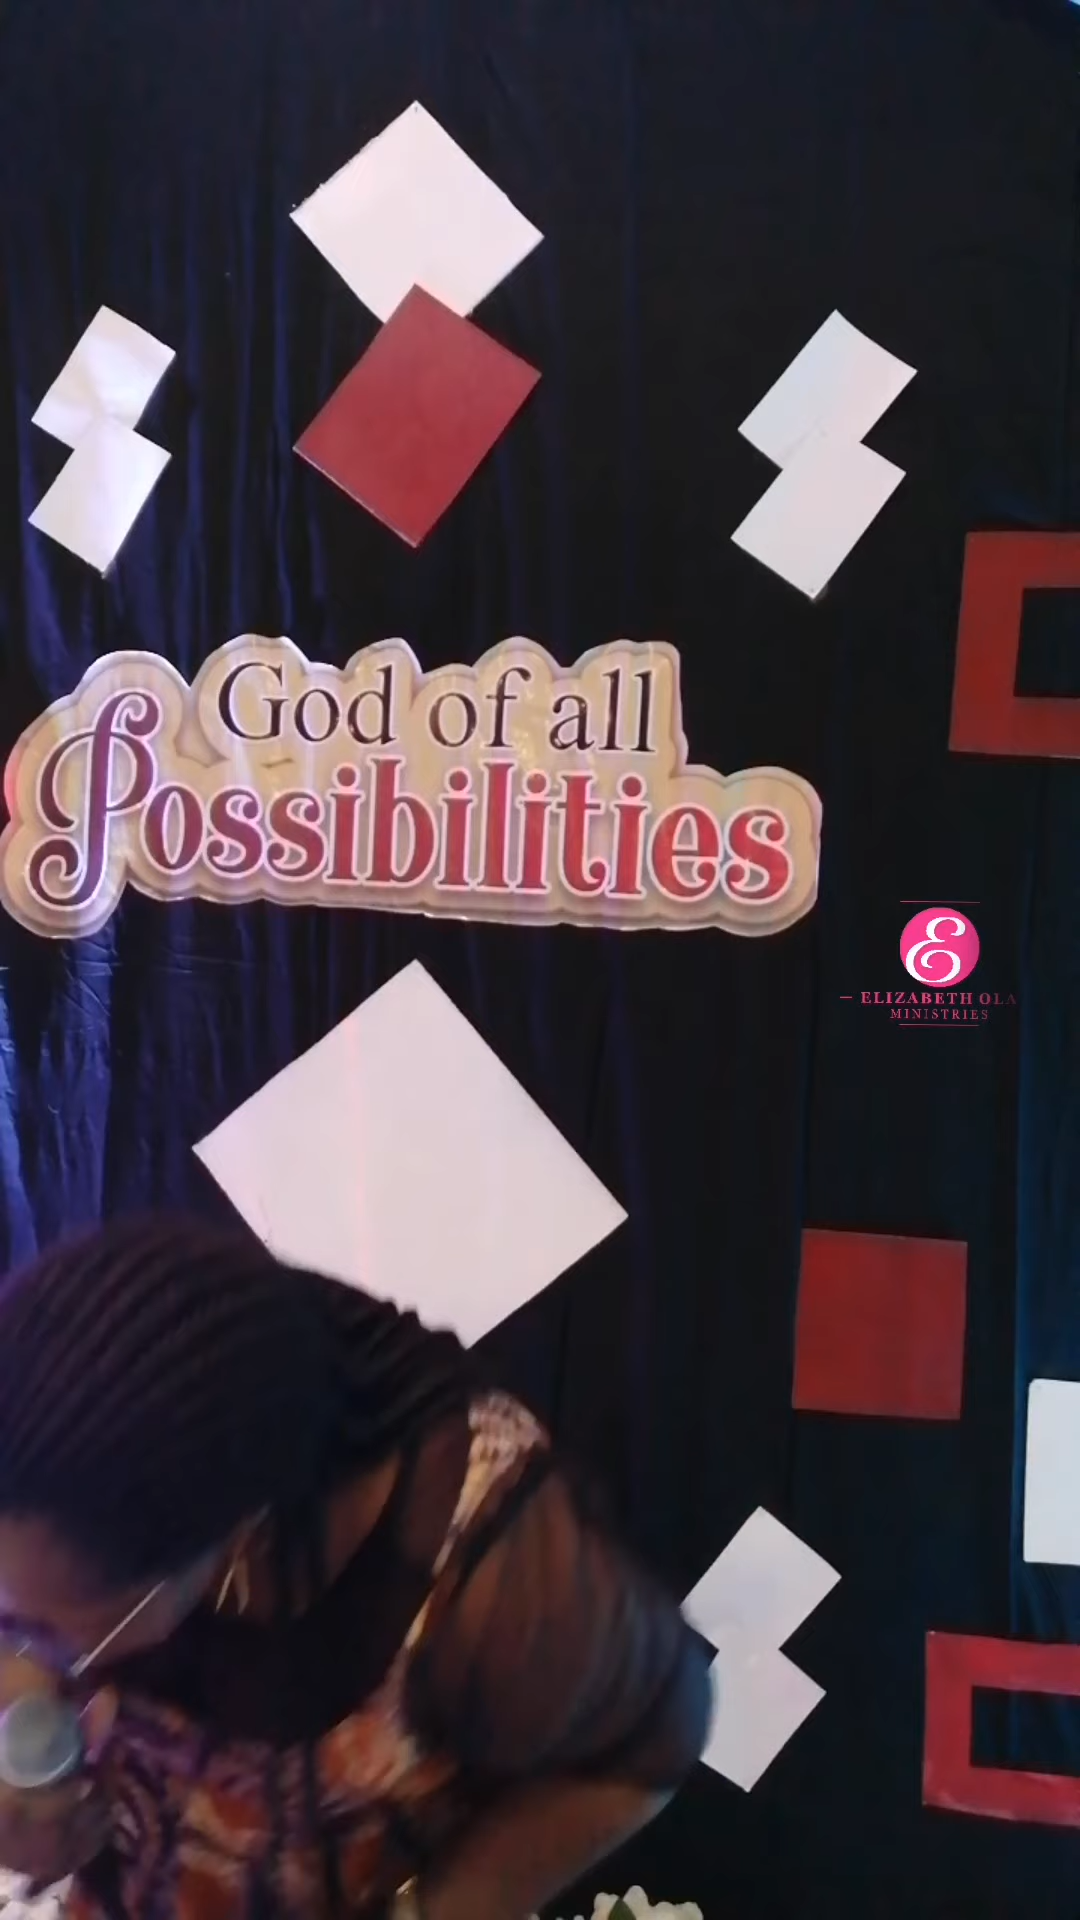 God of all
Possibilities
E
— ELIZABETH OLA
MINISTRIES